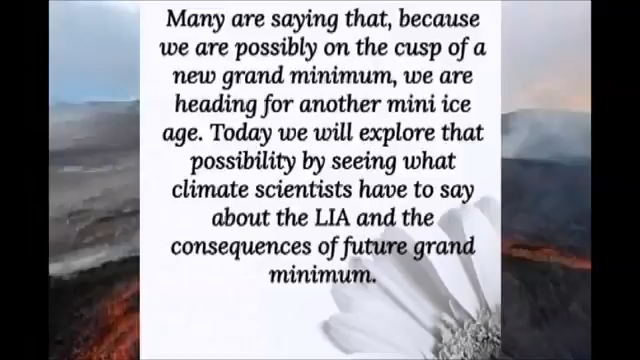 Many are saying that, because
we are possibly on the cusp of a
new grand minimum, we are
heading for another mini ice
age. Today we will explore that
possibility by seeing what
climate scientists have to say
about the LIA and the
consequences of future grand
minimum.